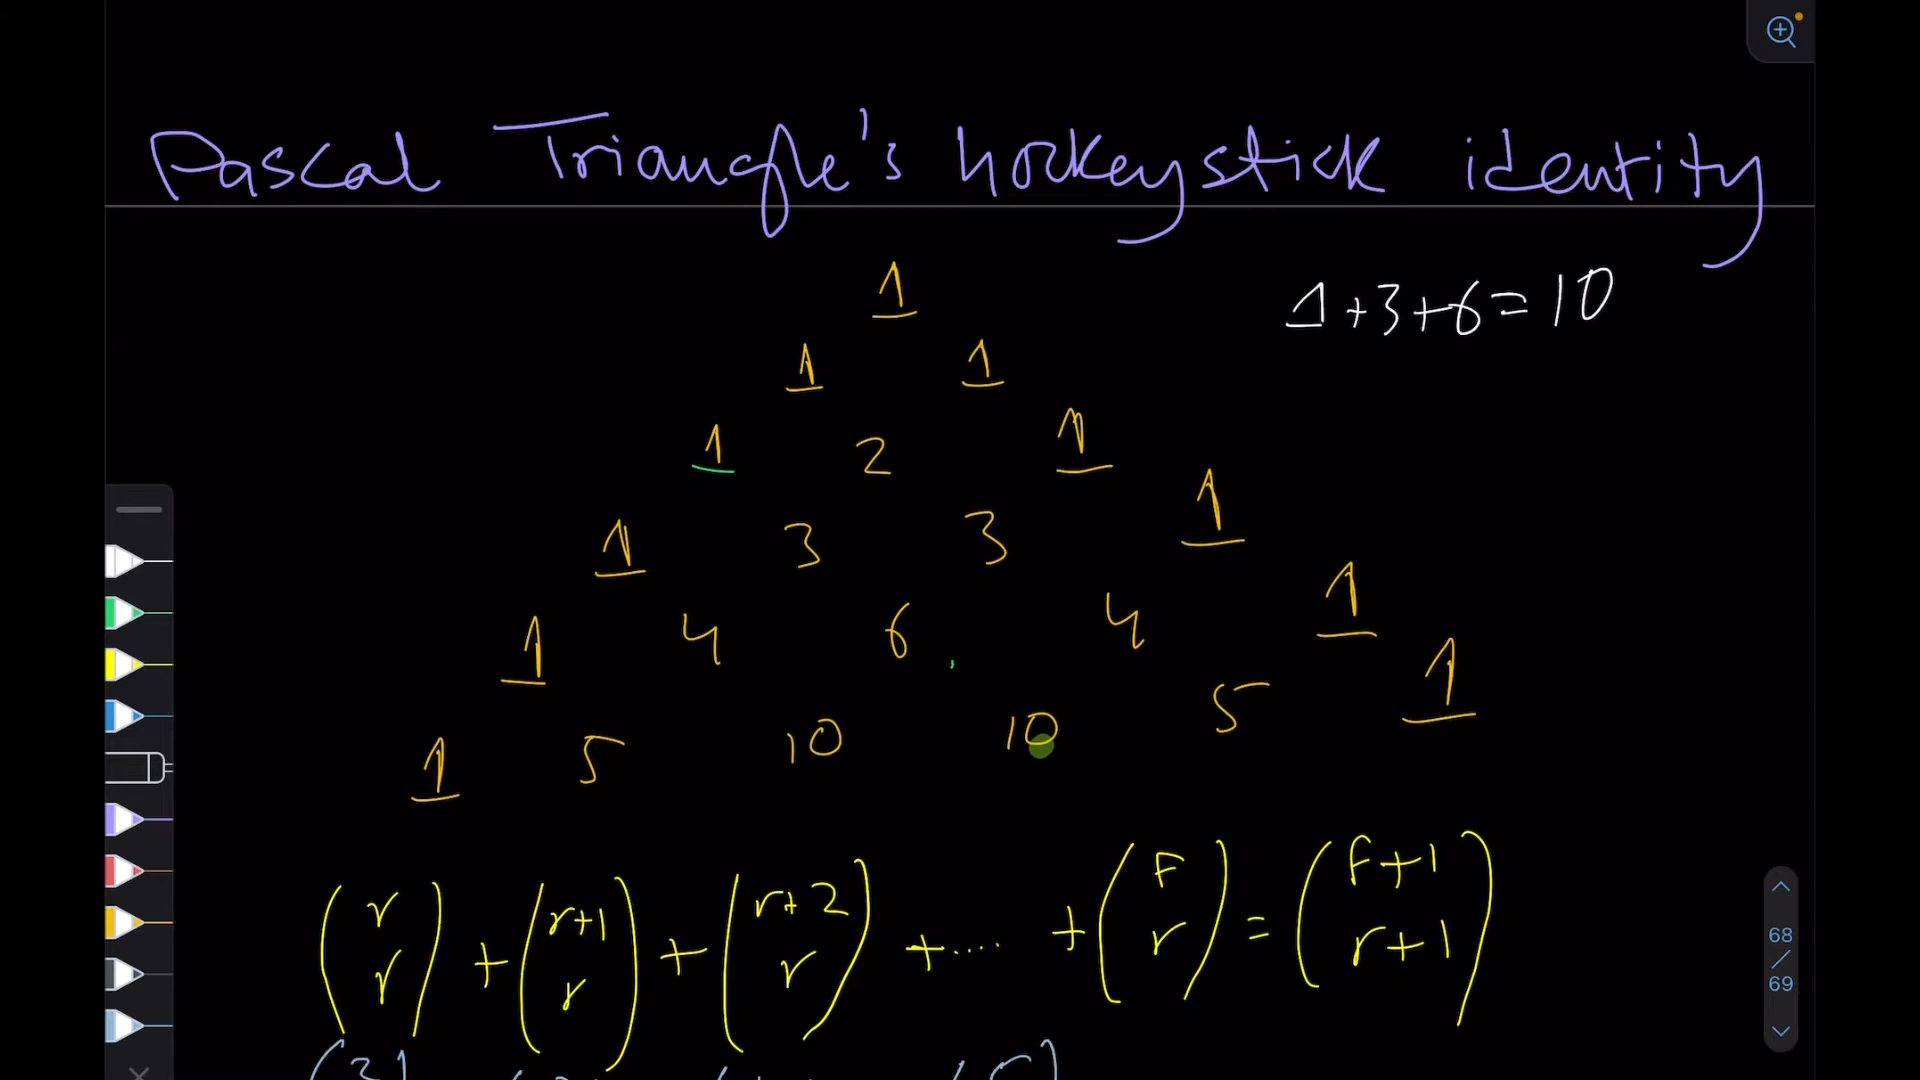 Pascal Triangle's hockeystick identity
1+3+6=10
1
1 1
1 2 1
1 3 3 1
1 4 6 4 1
1 5 10 10 5 1
(r r) + (r+1 r) + (r+2 r) + .... + (F r) = (F+1 r+1)
68
/
69